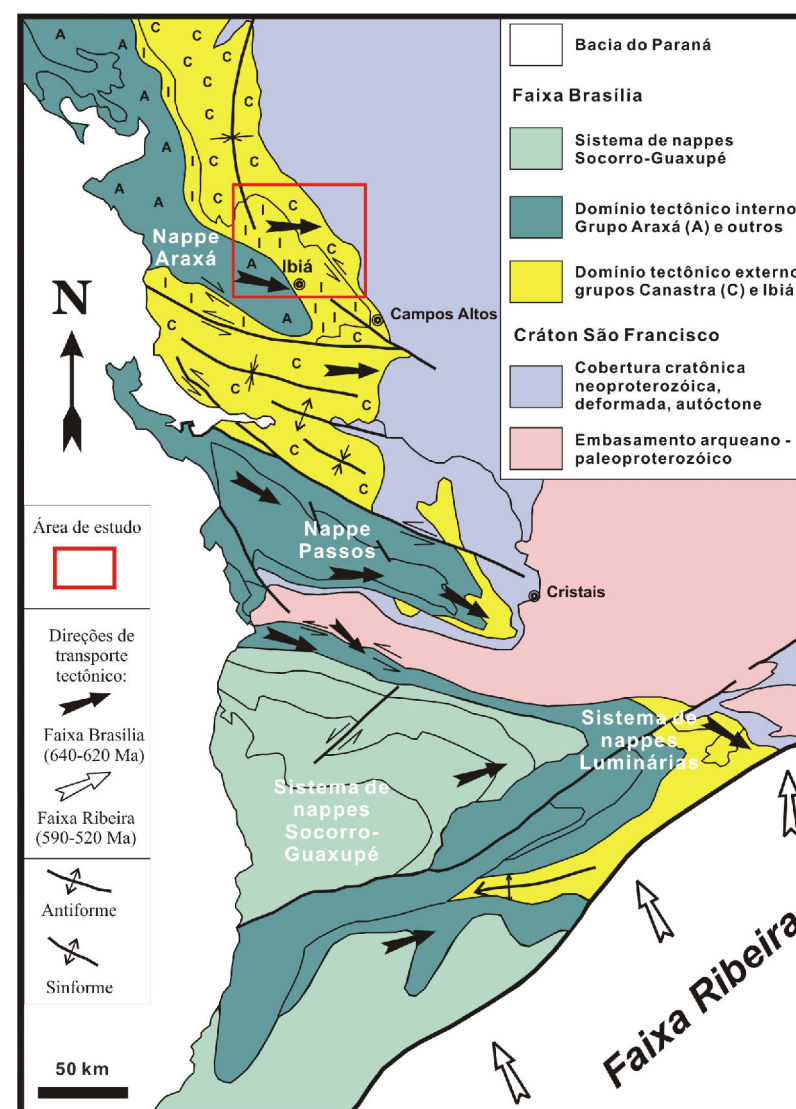 Bacia do Paraná
Faixa Brasília
Sistema de nappes
Socorro-Guaxupé
Domínio tectônico interno
Grupo Araxá (A) e outros
Domínio tectônico externo
grupos Canastra (C) e Ibiá
Cráton São Francisco
Cobertura cratônica
neoproterozóica,
deformada, autóctone
Embasamento arqueano -
paleoproterozóico
A
A
I
C
C
C
I
C
A
I
C
C
I
C
A
I
C
C
A
A
I
C
C
Nappe
Araxá
I
I
C
I
I
I
C
I
I
A
Ibiá
I
I
I
A
I
I
I
C
Campos Altos
C
C
C
C
C
N
Nappe
Passos
Cristais
Sistema de
nappes
Luminárias
Sistema de
nappes
Socorro-
Guaxupé
Faixa Ribeira
Área de estudo
Direções de
transporte
tectônico:
Faixa Brasília
(640-620 Ma)
Faixa Ribeira
(590-520 Ma)
Antiforme
Sinforme
50 km